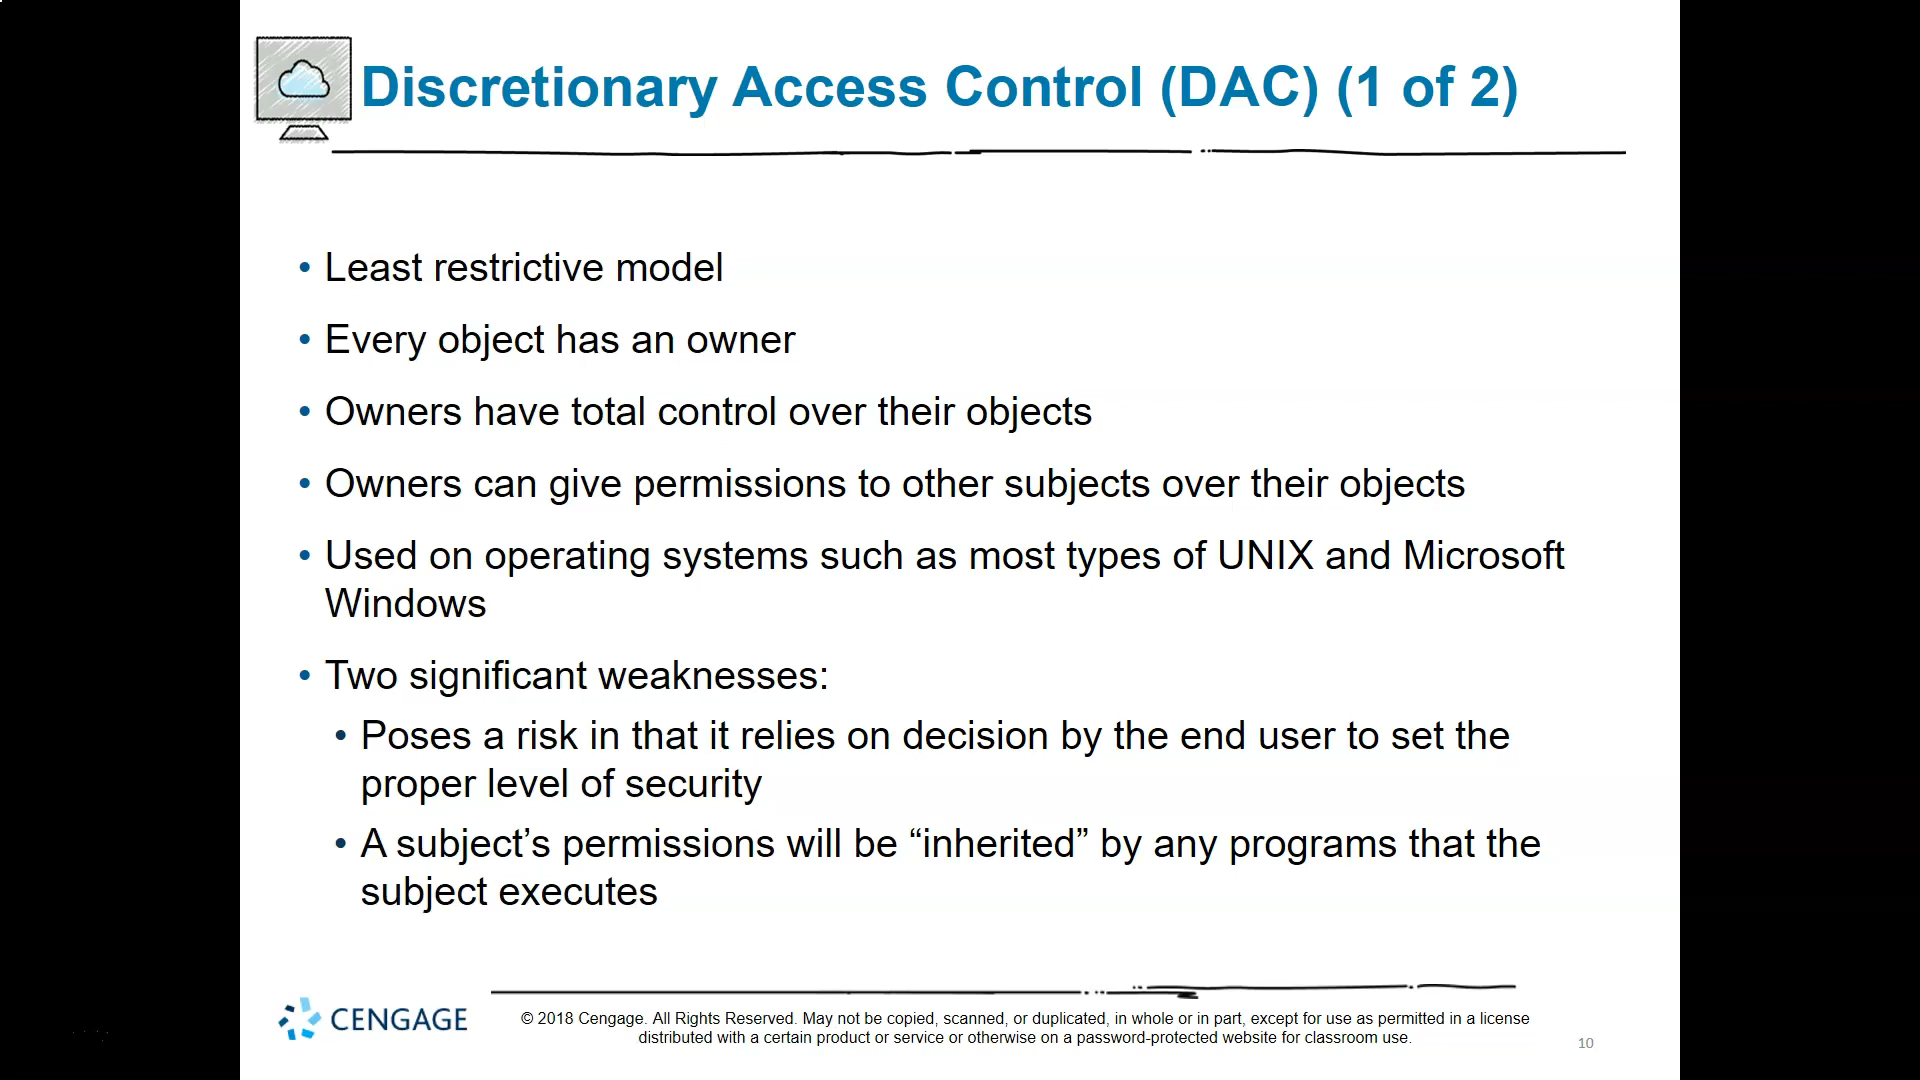 Discretionary Access Control (DAC) (1 of 2)
• Least restrictive model
• Every object has an owner
• Owners have total control over their objects
• Owners can give permissions to other subjects over their objects
• Used on operating systems such as most types of UNIX and Microsoft
Windows
• Two significant weaknesses:
• Poses a risk in that it relies on decision by the end user to set the
proper level of security
• A subject’s permissions will be “inherited” by any programs that the
subject executes
CENGAGE
© 2018 Cengage. All Rights Reserved. May not be copied, scanned, or duplicated, in whole or in part, except for use as permitted in a license
distributed with a certain product or service or otherwise on a password-protected website for classroom use.
10